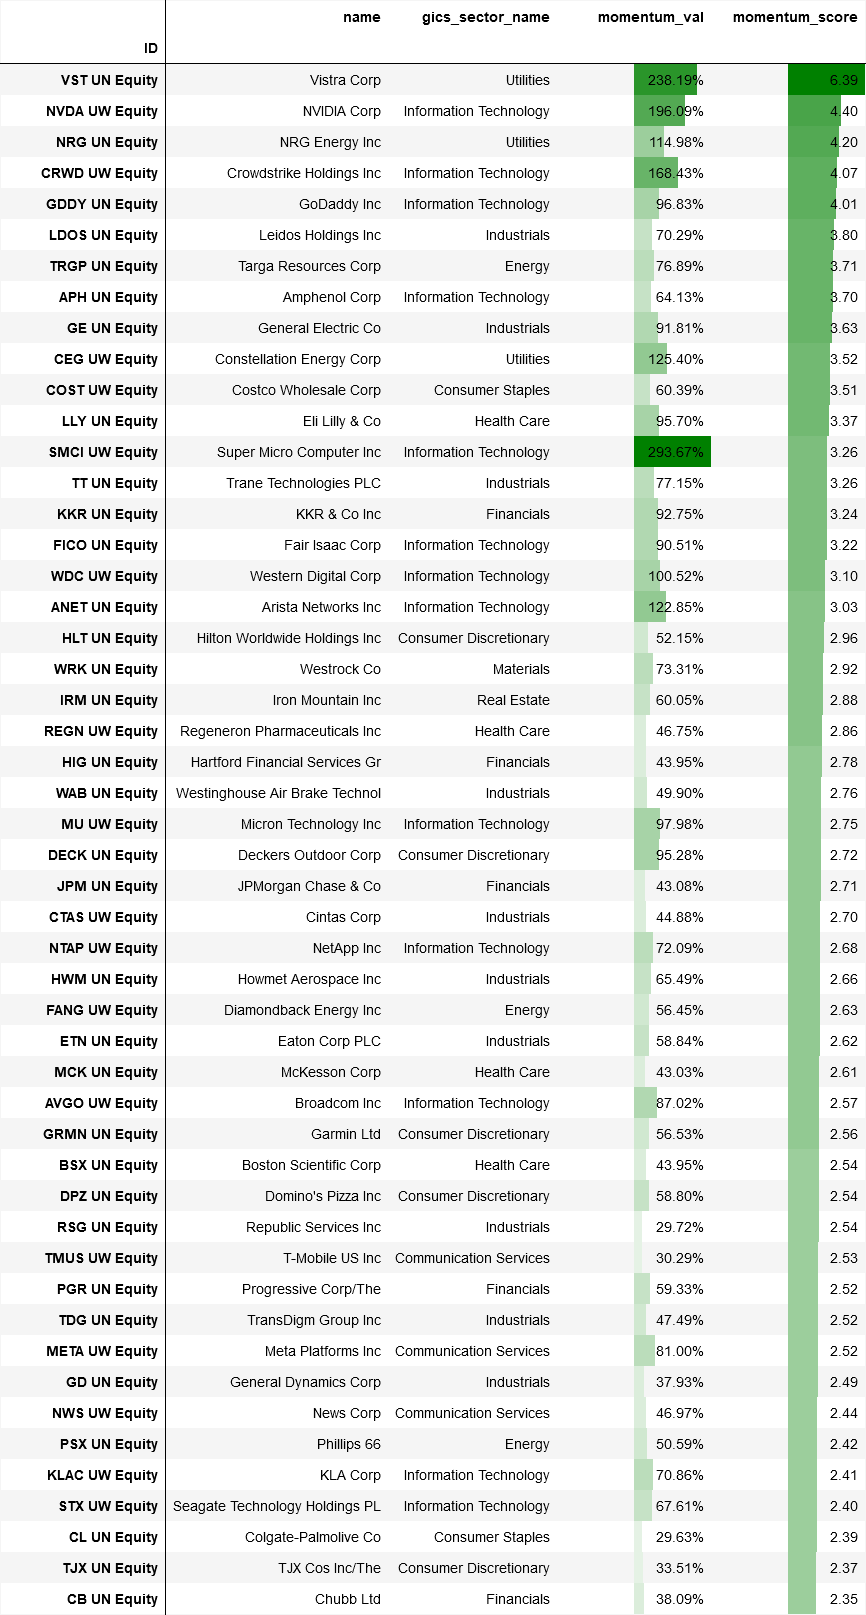 name gics_sector_name momentum_val momentum_score
ID
VST UN Equity Vistra Corp Utilities 238.19% 6.39
NVDA UW Equity NVIDIA Corp Information Technology 196.09% 4.40
NRG UN Equity NRG Energy Inc Utilities 114.98% 4.20
CRWD UW Equity Crowdstrike Holdings Inc Information Technology 168.43% 4.07
GDDY UN Equity GoDaddy Inc Information Technology 96.83% 4.01
LDOS UN Equity Leidos Holdings Inc Industrials 70.29% 3.80
TRGP UN Equity Targa Resources Corp Energy 76.89% 3.71
APH UN Equity Amphenol Corp Information Technology 64.13% 3.70
GE UN Equity General Electric Co Industrials 91.81% 3.63
CEG UW Equity Constellation Energy Corp Utilities 125.40% 3.52
COST UW Equity Costco Wholesale Corp Consumer Staples 60.39% 3.51
LLY UN Equity Eli Lilly & Co Health Care 95.70% 3.37
SMCI UW Equity Super Micro Computer Inc Information Technology 293.67% 3.26
TT UN Equity Trane Technologies PLC Industrials 77.15% 3.26
KKR UN Equity KKR & Co Inc Financials 92.75% 3.24
FICO UN Equity Fair Isaac Corp Information Technology 90.51% 3.22
WDC UW Equity Western Digital Corp Information Technology 100.52% 3.10
ANET UN Equity Arista Networks Inc Information Technology 122.85% 3.03
HLT UN Equity Hilton Worldwide Holdings Inc Consumer Discretionary 52.15% 2.96
WRK UN Equity Westrock Co Materials 73.31% 2.92
IRM UN Equity Iron Mountain Inc Real Estate 60.05% 2.88
REGN UW Equity Regeneron Pharmaceuticals Inc Health Care 46.75% 2.86
HIG UN Equity Hartford Financial Services Gr Financials 43.95% 2.78
WAB UN Equity Westinghouse Air Brake Technol Industrials 49.90% 2.76
MU UW Equity Micron Technology Inc Information Technology 97.98% 2.75
DECK UN Equity Deckers Outdoor Corp Consumer Discretionary 95.28% 2.72
JPM UN Equity JPMorgan Chase & Co Financials 43.08% 2.71
CTAS UW Equity Cintas Corp Industrials 44.88% 2.70
NTAP UW Equity NetApp Inc Information Technology 72.09% 2.68
HWM UN Equity Howmet Aerospace Inc Industrials 65.49% 2.66
FANG UW Equity Diamondback Energy Inc Energy 56.45% 2.63
ETN UN Equity Eaton Corp PLC Industrials 58.84% 2.62
MCK UN Equity McKesson Corp Health Care 43.03% 2.61
AVGO UW Equity Broadcom Inc Information Technology 87.02% 2.57
GRMN UN Equity Garmin Ltd Consumer Discretionary 56.53% 2.56
BSX UN Equity Boston Scientific Corp Health Care 43.95% 2.54
DPZ UN Equity Domino's Pizza Inc Consumer Discretionary 58.80% 2.54
RSG UN Equity Republic Services Inc Industrials 29.72% 2.54
TMUS UW Equity T-Mobile US Inc Communication Services 30.29% 2.53
PGR UN Equity Progressive Corp/The Financials 59.33% 2.52
TDG UN Equity TransDigm Group Inc Industrials 47.49% 2.52
META UW Equity Meta Platforms Inc Communication Services 81.00% 2.52
GD UN Equity General Dynamics Corp Industrials 37.93% 2.49
NWS UW Equity News Corp Communication Services 46.97% 2.44
PSX UN Equity Phillips 66 Energy 50.59% 2.42
KLAC UW Equity KLA Corp Information Technology 70.86% 2.41
STX UW Equity Seagate Technology Holdings PL Information Technology 67.61% 2.40
CL UN Equity Colgate-Palmolive Co Consumer Staples 29.63% 2.39
TJX UN Equity TJX Cos Inc/The Consumer Discretionary 33.51% 2.37
CB UN Equity Chubb Ltd Financials 38.09% 2.35